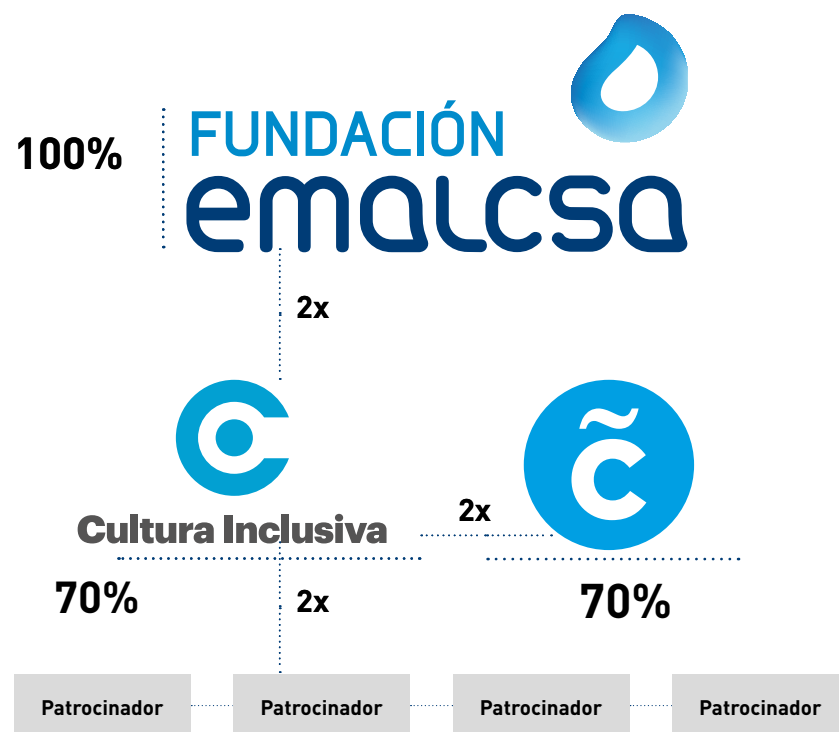 100%
FUNDACIÓN
emalcsa
2x
c̃
Cultura Inclusiva
2x
70%
2x
70%
Patrocinador Patrocinador Patrocinador Patrocinador